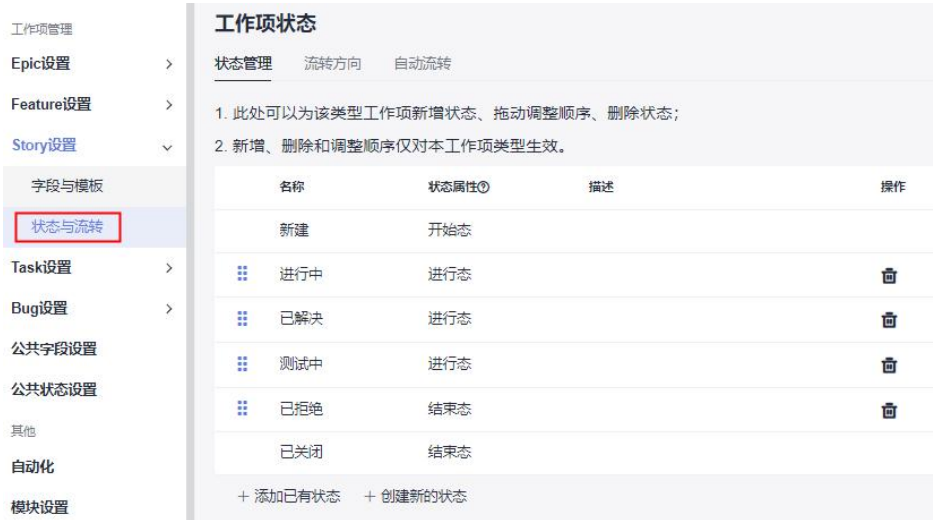 工作项管理
Epic设置
Feature设置
Story设置
字段与模板
状态与流转
Task设置
Bug设置
公共字段设置
公共状态设置
其他
自动化
模块设置
工作项状态
状态管理 流转方向 自动流转
1. 此处可以为该类型工作项新增状态、拖动调整顺序、删除状态；
2. 新增、删除和调整顺序仅对本工作项类型生效。
名称 状态属性 描述 操作
新建 开始态
进行中 进行态
已解决 进行态
测试中 进行态
已拒绝 结束态
已关闭 结束态
+ 添加已有状态 + 创建新的状态